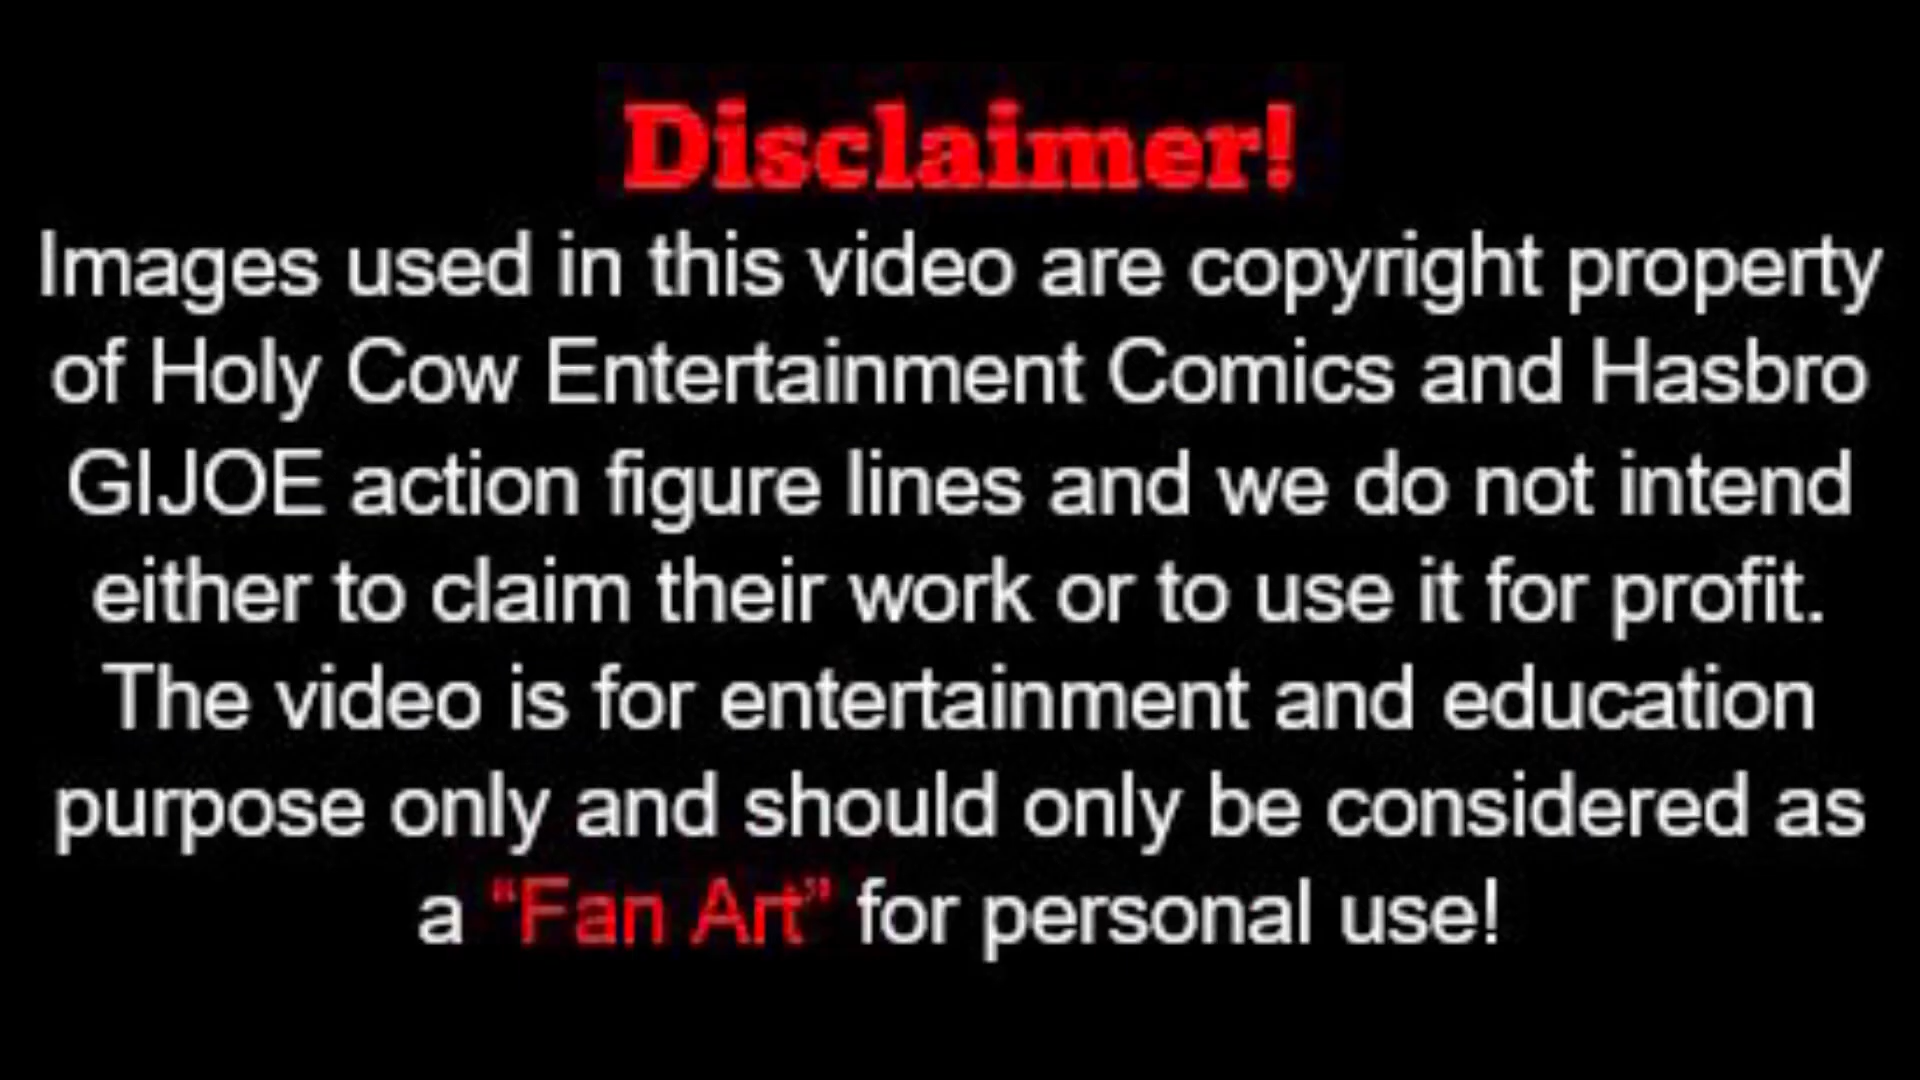 Disclaimer!
Images used in this video are copyright property
of Holy Cow Entertainment Comics and Hasbro
GIJOE action figure lines and we do not intend
either to claim their work or to use it for profit.
The video is for entertainment and education
purpose only and should only be considered as
a “Fan Art” for personal use!